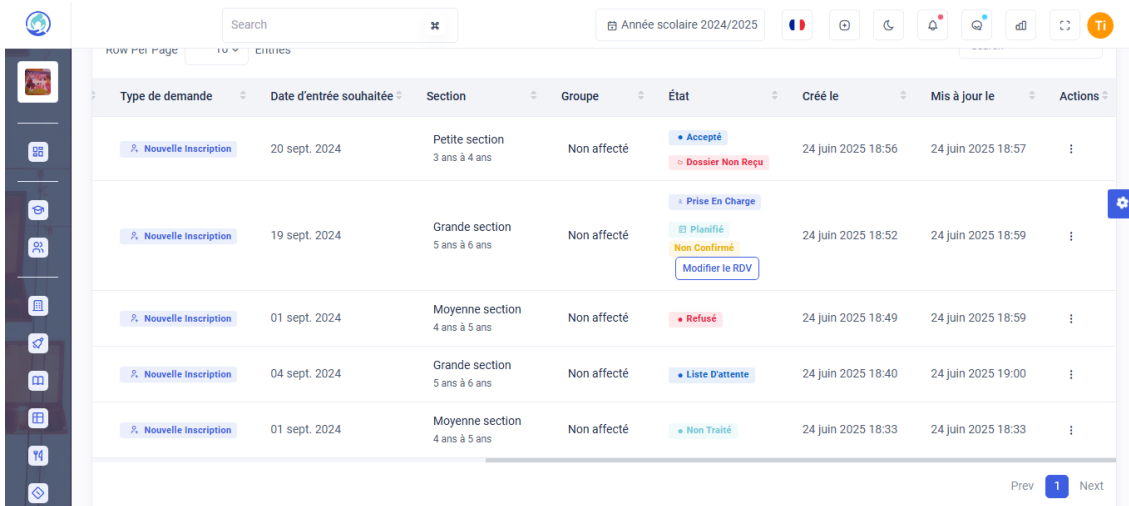 Search
⌘
Année scolaire 2024/2025
Ti
Row Per Page 10 Entries
Search
Type de demande
Date d'entrée souhaitée
Section
Groupe
État
Créé le
Mis à jour le
Actions
Nouvelle Inscription
20 sept. 2024
Petite section
3 ans à 4 ans
Non affecté
Accepté
Dossier Non Reçu
24 juin 2025 18:56
24 juin 2025 18:57
Nouvelle Inscription
19 sept. 2024
Grande section
5 ans à 6 ans
Non affecté
Prise En Charge
Planifié
Non Confirmé
Modifier le RDV
24 juin 2025 18:52
24 juin 2025 18:59
Nouvelle Inscription
01 sept. 2024
Moyenne section
4 ans à 5 ans
Non affecté
Refusé
24 juin 2025 18:49
24 juin 2025 18:59
Nouvelle Inscription
04 sept. 2024
Grande section
5 ans à 6 ans
Non affecté
Liste D'attente
24 juin 2025 18:40
24 juin 2025 19:00
Nouvelle Inscription
01 sept. 2024
Moyenne section
4 ans à 5 ans
Non affecté
Non Traité
24 juin 2025 18:33
24 juin 2025 18:33
Prev
1
Next